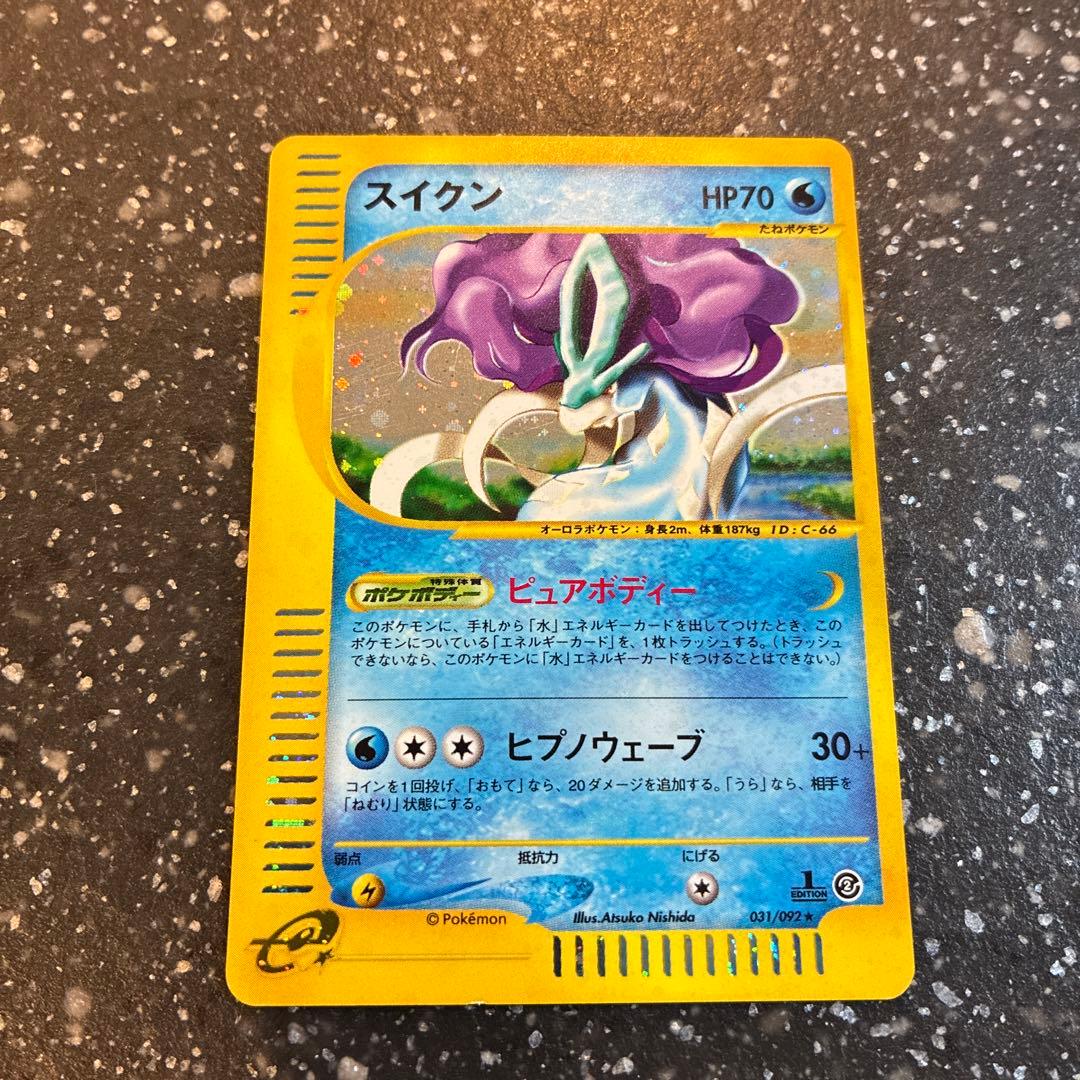 スイクン HP70
たねポケモン
オーロラポケモン：身長2m、体重187kg ID：C-66
特殊体質
ポケボディー ピュアボディー
このポケモンに、手札から「水」エネルギーカードを出してつけたとき、この
ポケモンについている「エネルギーカード」を、1枚トラッシュする。（トラッシュ
できないなら、このポケモンに「水」エネルギーカードをつけることはできない。）
ヒプノウェーブ 30+
コインを1回投げ、「おもて」なら、20ダメージを追加する。「うら」なら、相手を
「ねむり」状態にする。
弱点 抵抗力 にげる
1 EDITION 2
©Pokémon Illus.Atsuko Nishida 031/092★
e